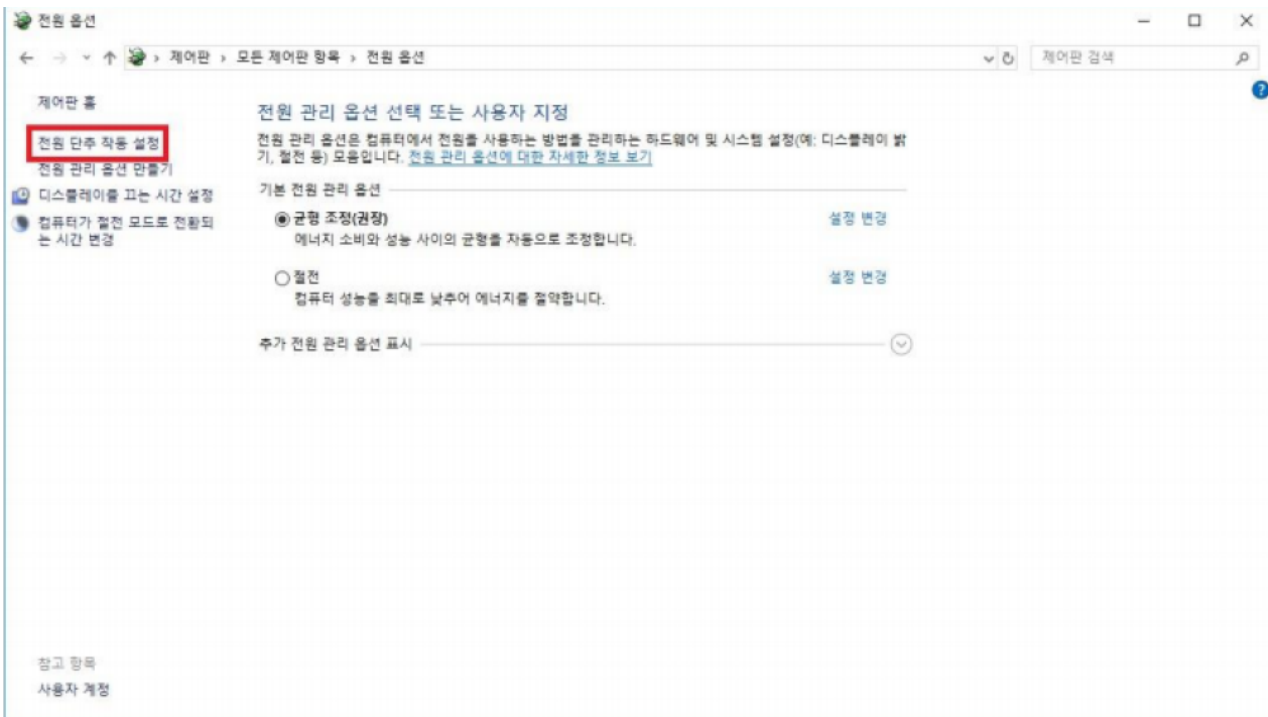 전원 옵션
제어판 › 모든 제어판 항목 › 전원 옵션
제어판 검색
제어판 홈
전원 단추 작동 설정
전원 관리 옵션 만들기
디스플레이를 끄는 시간 설정
컴퓨터가 절전 모드로 전환되
는 시간 변경
전원 관리 옵션 선택 또는 사용자 지정
전원 관리 옵션은 컴퓨터에서 전원을 사용하는 방법을 관리하는 하드웨어 및 시스템 설정(예: 디스플레이 밝
기, 절전 등) 모음입니다. 전원 관리 옵션에 대한 자세한 정보 보기
기본 전원 관리 옵션
균형 조정(권장) 설정 변경
에너지 소비와 성능 사이의 균형을 자동으로 조정합니다.
절전 설정 변경
컴퓨터 성능을 최대로 낮추어 에너지를 절약합니다.
추가 전원 관리 옵션 표시
참고 항목
사용자 계정